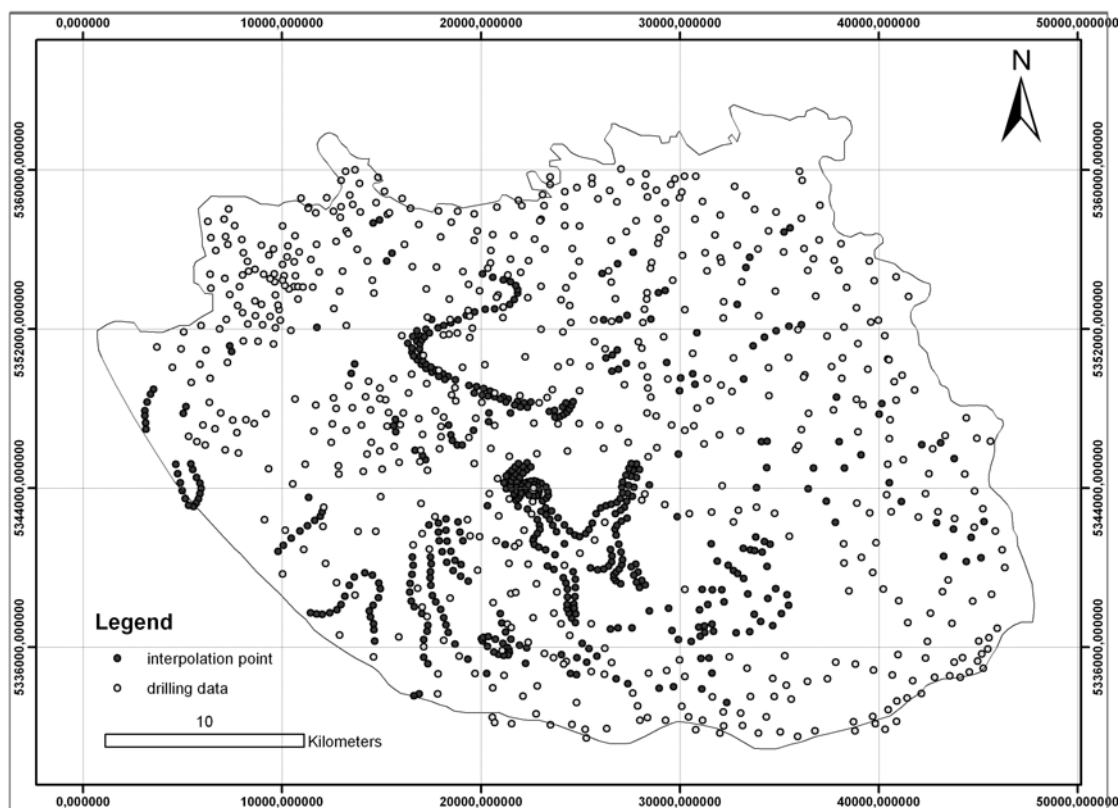 0,000000 10000,000000 20000,000000 30000,000000 40000,000000 50000,000000
N
5360000,000000 5360000,000000
5352000,000000 5352000,000000
5344000,000000 5344000,000000
5336000,000000 5336000,000000
Legend
interpolation point
drilling data
10
Kilometers
0,000000 10000,000000 20000,000000 30000,000000 40000,000000 50000,000000